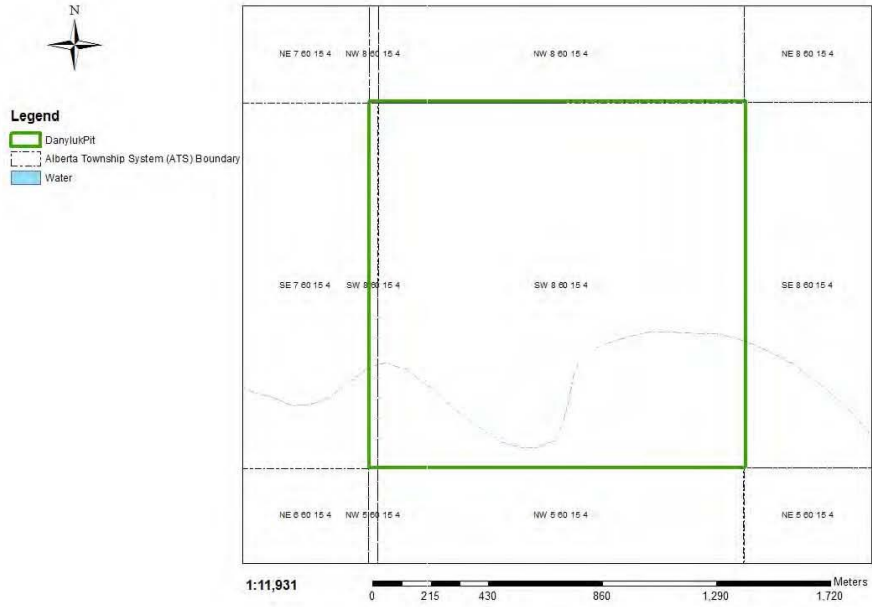 N
Legend
DanylukPit
Alberta Township System (ATS) Boundary
Water
NE 7 60 15 4 NW 8 60 15 4 NW 8 60 15 4 NE 8 60 15 4
SE 7 60 15 4 SW 8 60 15 4 SW 8 60 15 4 SE 8 60 15 4
NE 6 60 15 4 NW 5 60 15 4 NW 5 60 15 4 NE 5 60 15 4
1:11,931
Meters
0 215 430 860 1,290 1,720